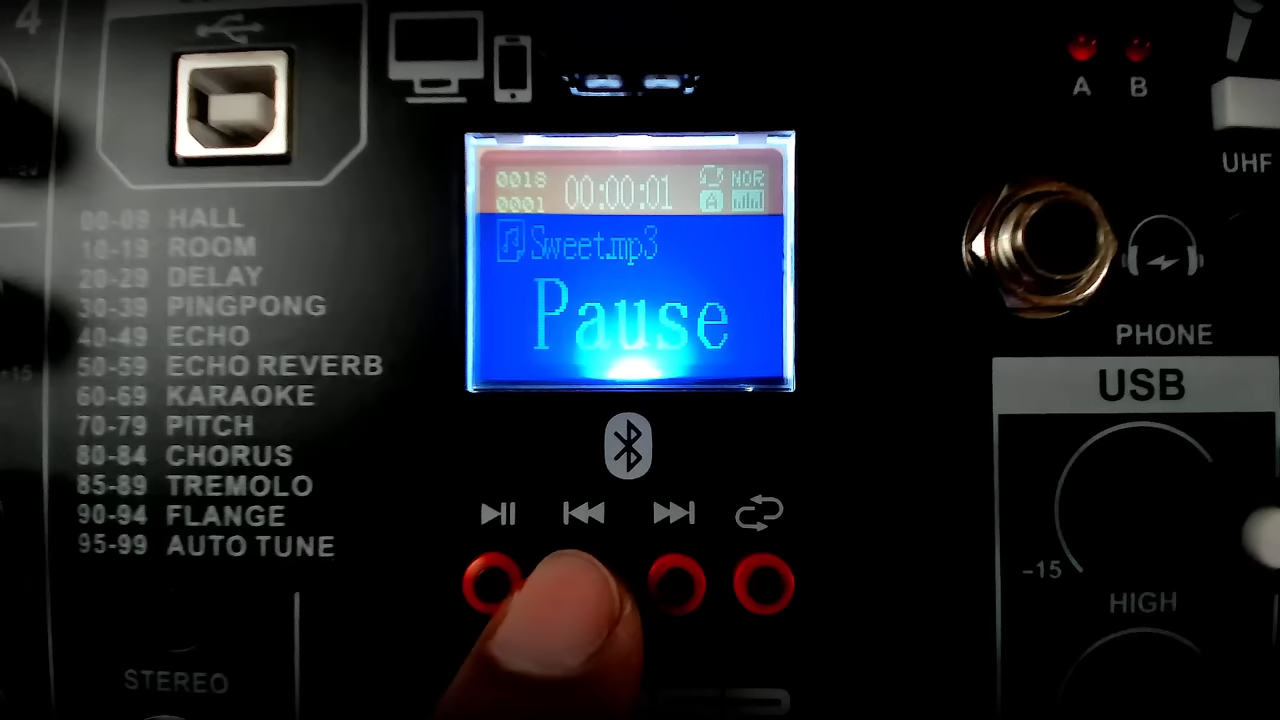 4
A B
UHF
0018 00:00:01 NOR
0001 A
Sweet.mp3
Pause
00-09 HALL
10-19 ROOM
20-29 DELAY
30-39 PINGPONG
40-49 ECHO
50-59 ECHO REVERB
60-69 KARAOKE
70-79 PITCH
80-84 CHORUS
85-89 TREMOLO
90-94 FLANGE
95-99 AUTO TUNE
STEREO
+15
PHONE
USB
-15
HIGH